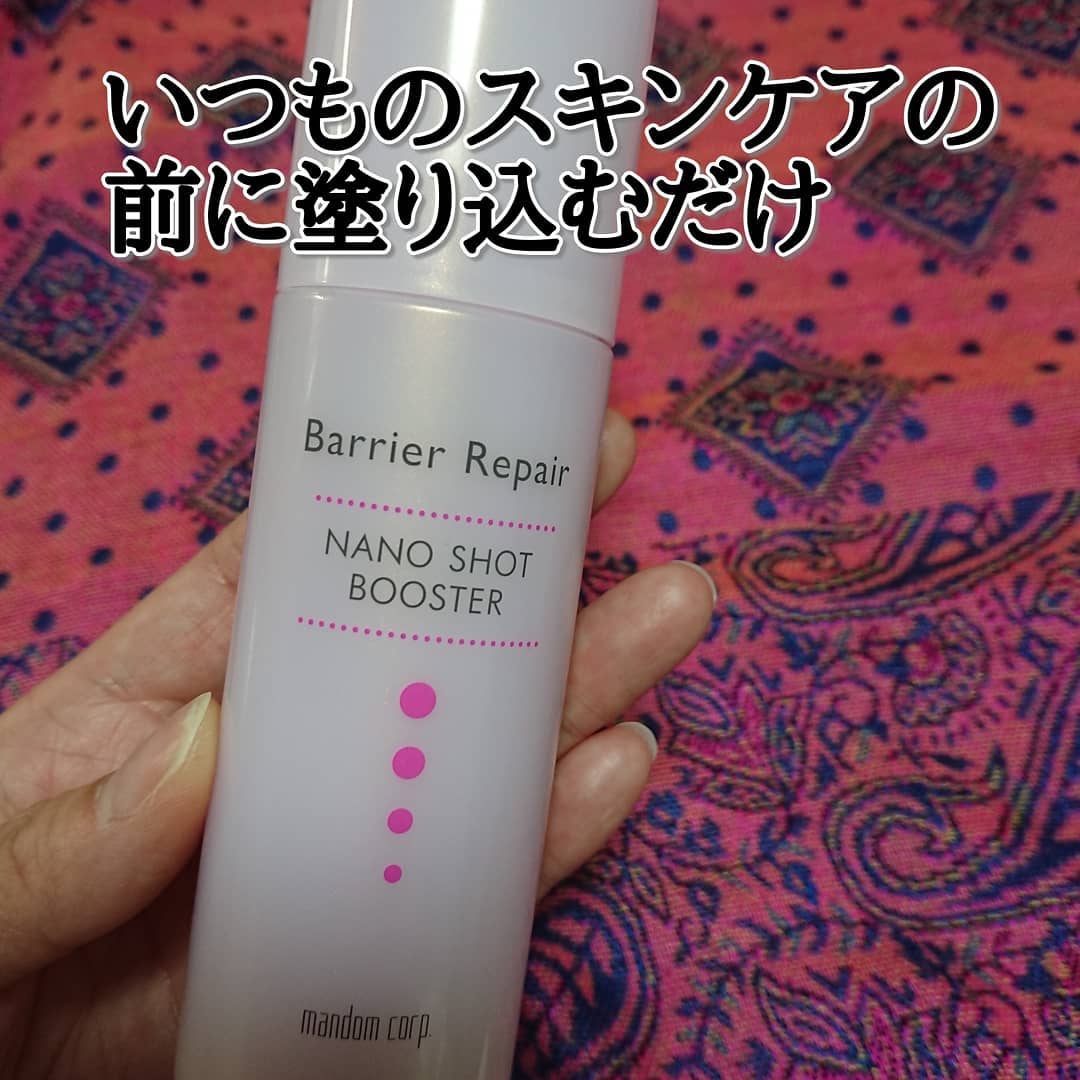 いつものスキンケアの
前に塗り込むだけ
Barrier Repair
NANO SHOT
BOOSTER
mandom corp.